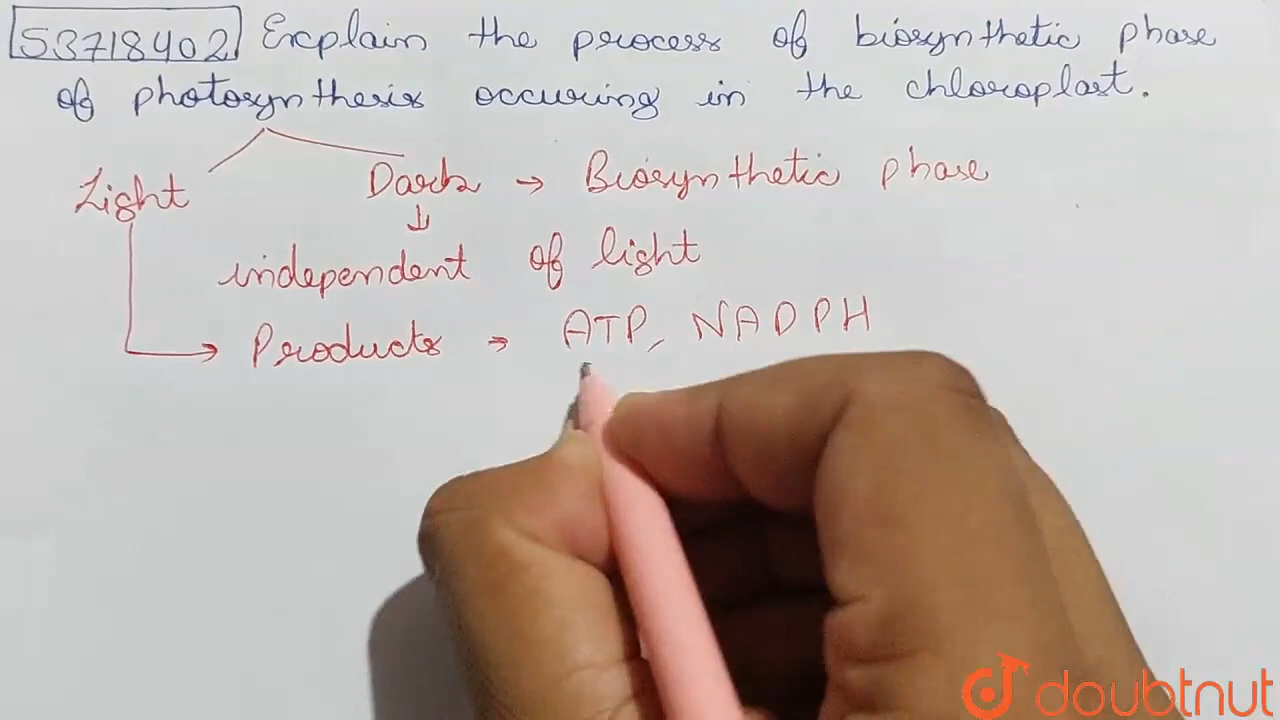 53718402 Explain the process of biosynthetic phase
of photosynthesis occuring in the chloroplast.
Light Dark → Biosynthetic phase
independent of light
Products → ATP, NADPH
doubtnut